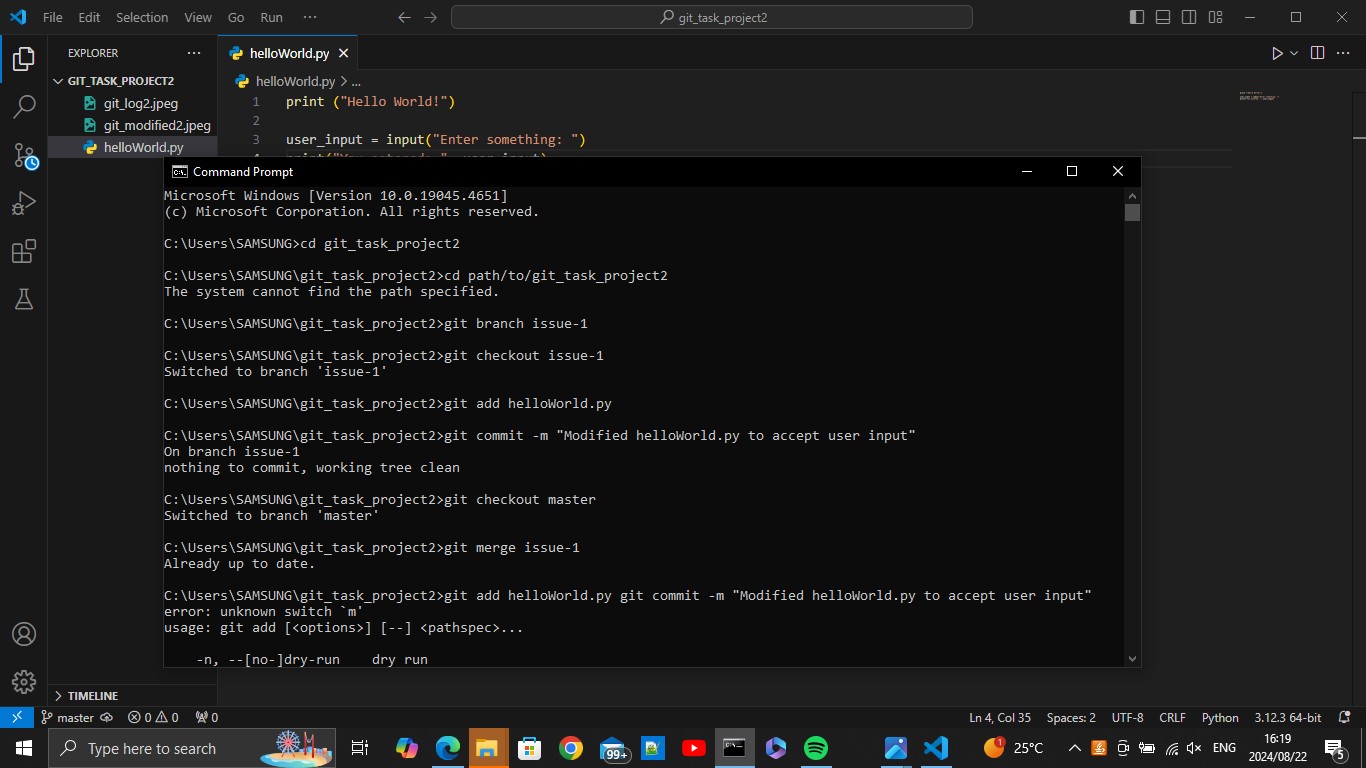 File Edit Selection View Go Run ···
git_task_project2
EXPLORER ···
GIT_TASK_PROJECT2
git_log2.jpeg
git_modified2.jpeg
helloWorld.py
TIMELINE
helloWorld.py
helloWorld.py > ...
1 print ("Hello World!")
2
3 user_input = input("Enter something: ")
Command Prompt
Microsoft Windows [Version 10.0.19045.4651]
(c) Microsoft Corporation. All rights reserved.
C:\Users\SAMSUNG>cd git_task_project2
C:\Users\SAMSUNG\git_task_project2>cd path/to/git_task_project2
The system cannot find the path specified.
C:\Users\SAMSUNG\git_task_project2>git branch issue-1
C:\Users\SAMSUNG\git_task_project2>git checkout issue-1
Switched to branch 'issue-1'
C:\Users\SAMSUNG\git_task_project2>git add helloWorld.py
C:\Users\SAMSUNG\git_task_project2>git commit -m "Modified helloWorld.py to accept user input"
On branch issue-1
nothing to commit, working tree clean
C:\Users\SAMSUNG\git_task_project2>git checkout master
Switched to branch 'master'
C:\Users\SAMSUNG\git_task_project2>git merge issue-1
Already up to date.
C:\Users\SAMSUNG\git_task_project2>git add helloWorld.py git commit -m "Modified helloWorld.py to accept user input"
error: unknown switch `m'
usage: git add [<options>] [--] <pathspec>...
-n, --[no-]dry-run dry run
master 0 0 0 Ln 4, Col 35 Spaces: 2 UTF-8 CRLF Python 3.12.3 64-bit
Type here to search 99+ 1 25°C ENG 16:19
2024/08/22 5